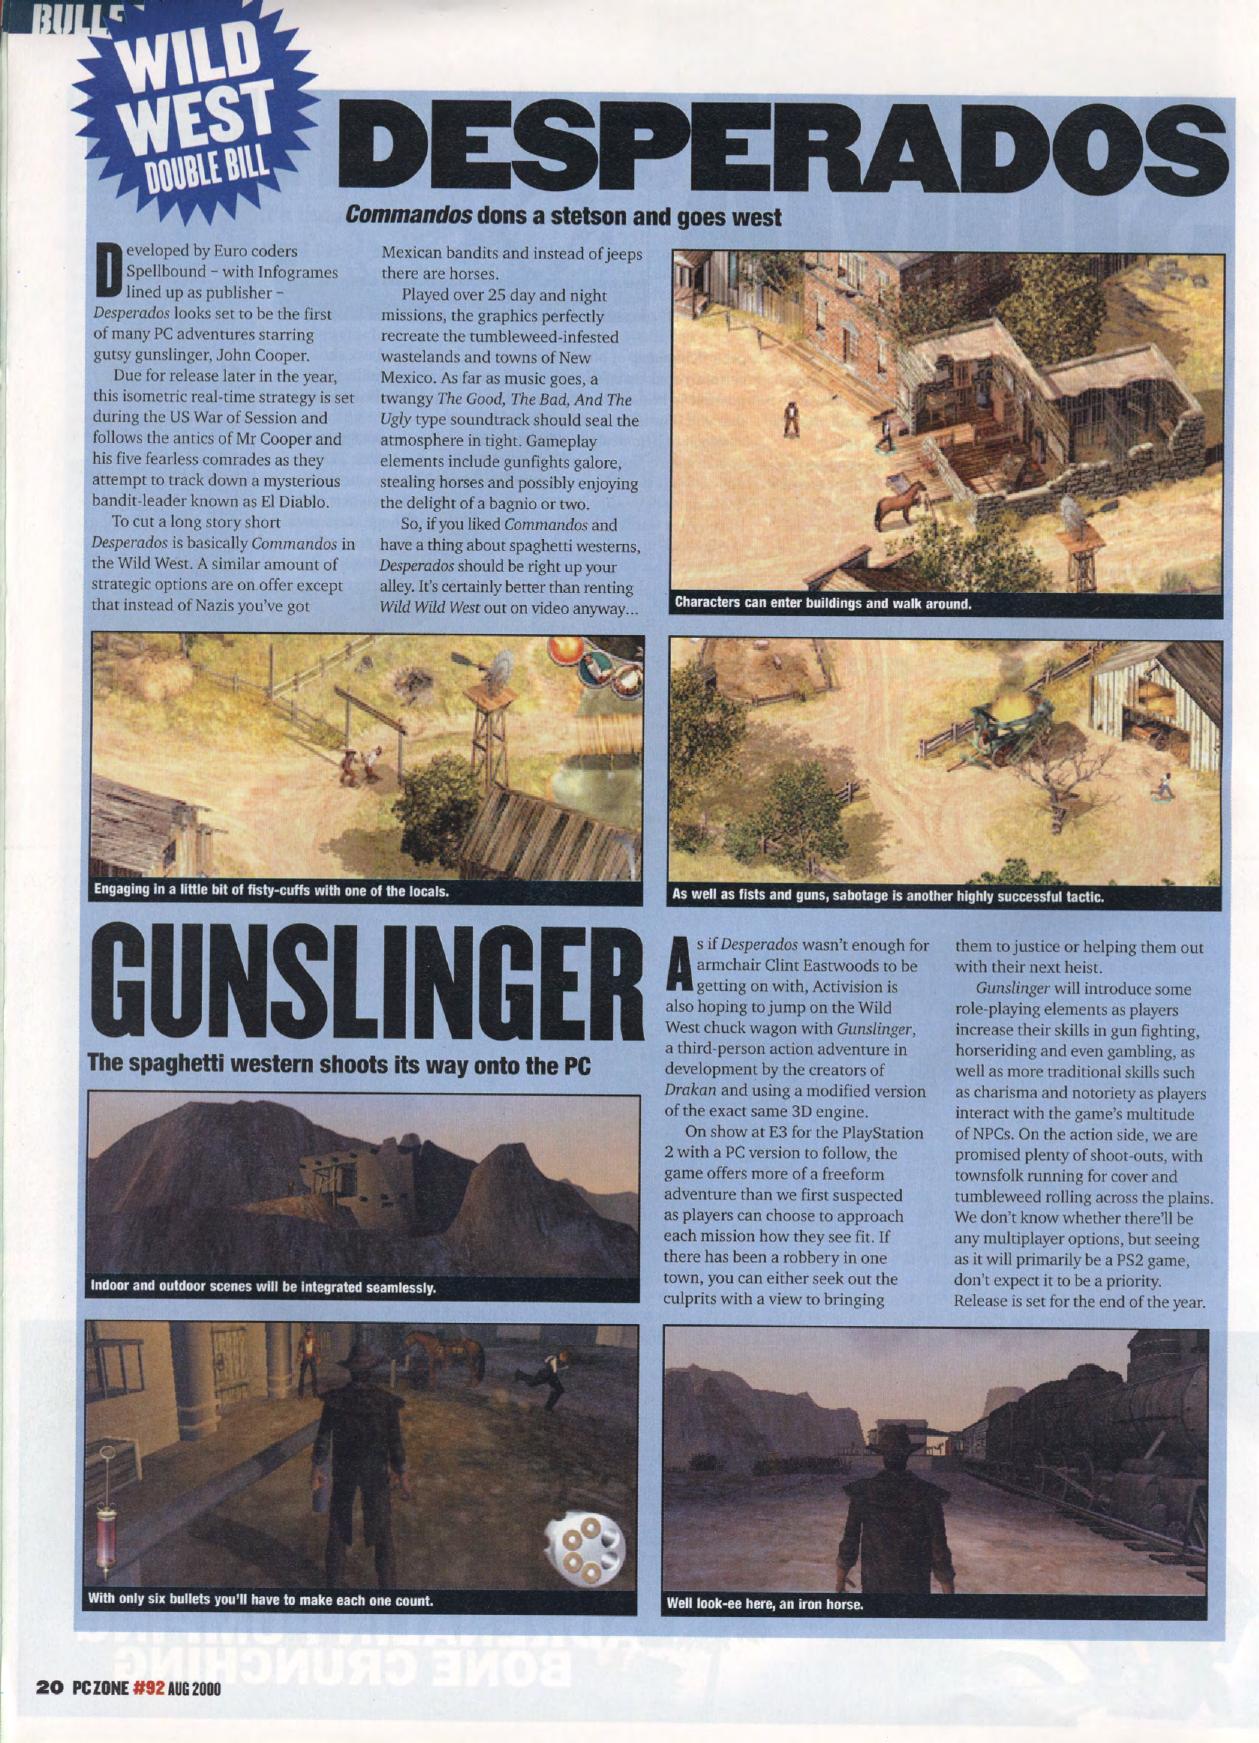 BULLE
WILD
WEST
DOUBLE BILL
DESPERADOS
Commandos dons a stetson and goes west
Developed by Euro coders
Spellbound – with Infogrames
lined up as publisher –
Desperados looks set to be the first
of many PC adventures starring
gutsy gunslinger, John Cooper.
Due for release later in the year,
this isometric real-time strategy is set
during the US War of Session and
follows the antics of Mr Cooper and
his five fearless comrades as they
attempt to track down a mysterious
bandit-leader known as El Diablo.
To cut a long story short
Desperados is basically Commandos in
the Wild West. A similar amount of
strategic options are on offer except
that instead of Nazis you've got
Mexican bandits and instead of jeeps
there are horses.
Played over 25 day and night
missions, the graphics perfectly
recreate the tumbleweed-infested
wastelands and towns of New
Mexico. As far as music goes, a
twangy The Good, The Bad, And The
Ugly type soundtrack should seal the
atmosphere in tight. Gameplay
elements include gunfights galore,
stealing horses and possibly enjoying
the delight of a bagnio or two.
So, if you liked Commandos and
have a thing about spaghetti westerns,
Desperados should be right up your
alley. It's certainly better than renting
Wild Wild West out on video anyway...
Characters can enter buildings and walk around.
Engaging in a little bit of fisty-cuffs with one of the locals.
As well as fists and guns, sabotage is another highly successful tactic.
GUNSLINGER
The spaghetti western shoots its way onto the PC
As if Desperados wasn't enough for
armchair Clint Eastwoods to be
getting on with, Activision is
also hoping to jump on the Wild
West chuck wagon with Gunslinger,
a third-person action adventure in
development by the creators of
Drakan and using a modified version
of the exact same 3D engine.
On show at E3 for the PlayStation
2 with a PC version to follow, the
game offers more of a freeform
adventure than we first suspected
as players can choose to approach
each mission how they see fit. If
there has been a robbery in one
town, you can either seek out the
culprits with a view to bringing
them to justice or helping them out
with their next heist.
Gunslinger will introduce some
role-playing elements as players
increase their skills in gun fighting,
horseriding and even gambling, as
well as more traditional skills such
as charisma and notoriety as players
interact with the game's multitude
of NPCs. On the action side, we are
promised plenty of shoot-outs, with
townsfolk running for cover and
tumbleweed rolling across the plains.
We don't know whether there'll be
any multiplayer options, but seeing
as it will primarily be a PS2 game,
don't expect it to be a priority.
Release is set for the end of the year.
Indoor and outdoor scenes will be integrated seamlessly.
With only six bullets you'll have to make each one count.
Well look-ee here, an iron horse.
BONE CRUNCHING
20 PCZONE #92 AUG 2000